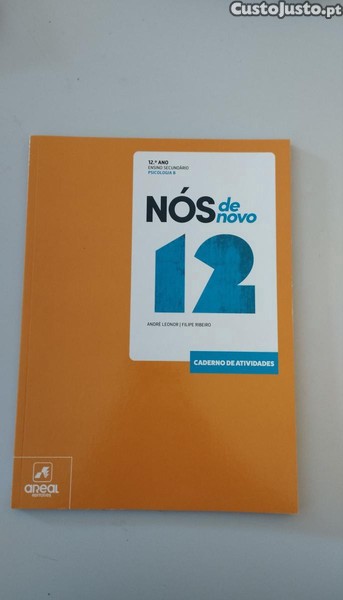 CustoJusto.pt
12.º ANO
ENSINO SECUNDÁRIO
PSICOLOGIA B
NÓS de novo
12
ANDRÉ LEONOR | FILIPE RIBEIRO
CADERNO DE ATIVIDADES
areal
EDITORES